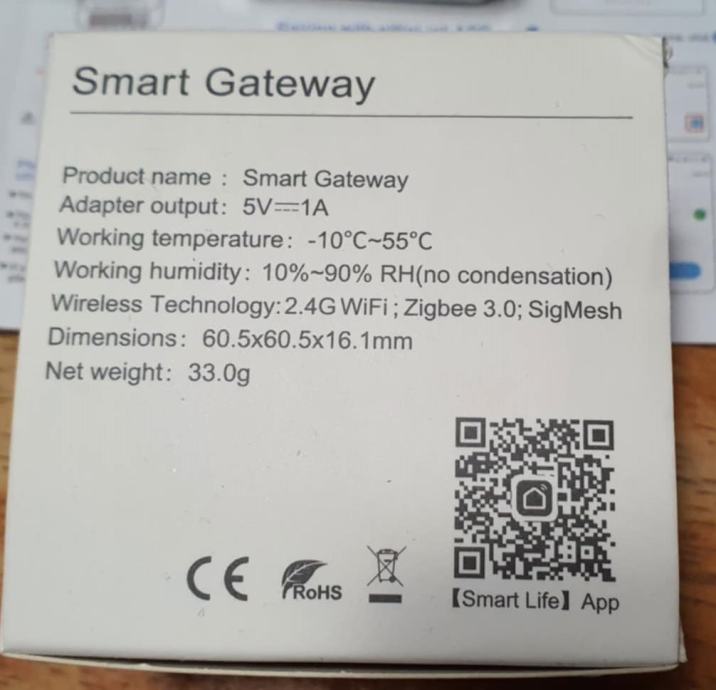 Smart Gateway
Product name : Smart Gateway
Adapter output: 5V⎓1A
Working temperature: -10°C~55°C
Working humidity: 10%~90% RH(no condensation)
Wireless Technology:2.4G WiFi ; Zigbee 3.0; SigMesh
Dimensions: 60.5x60.5x16.1mm
Net weight: 33.0g
CE
RoHS
【Smart Life】 App